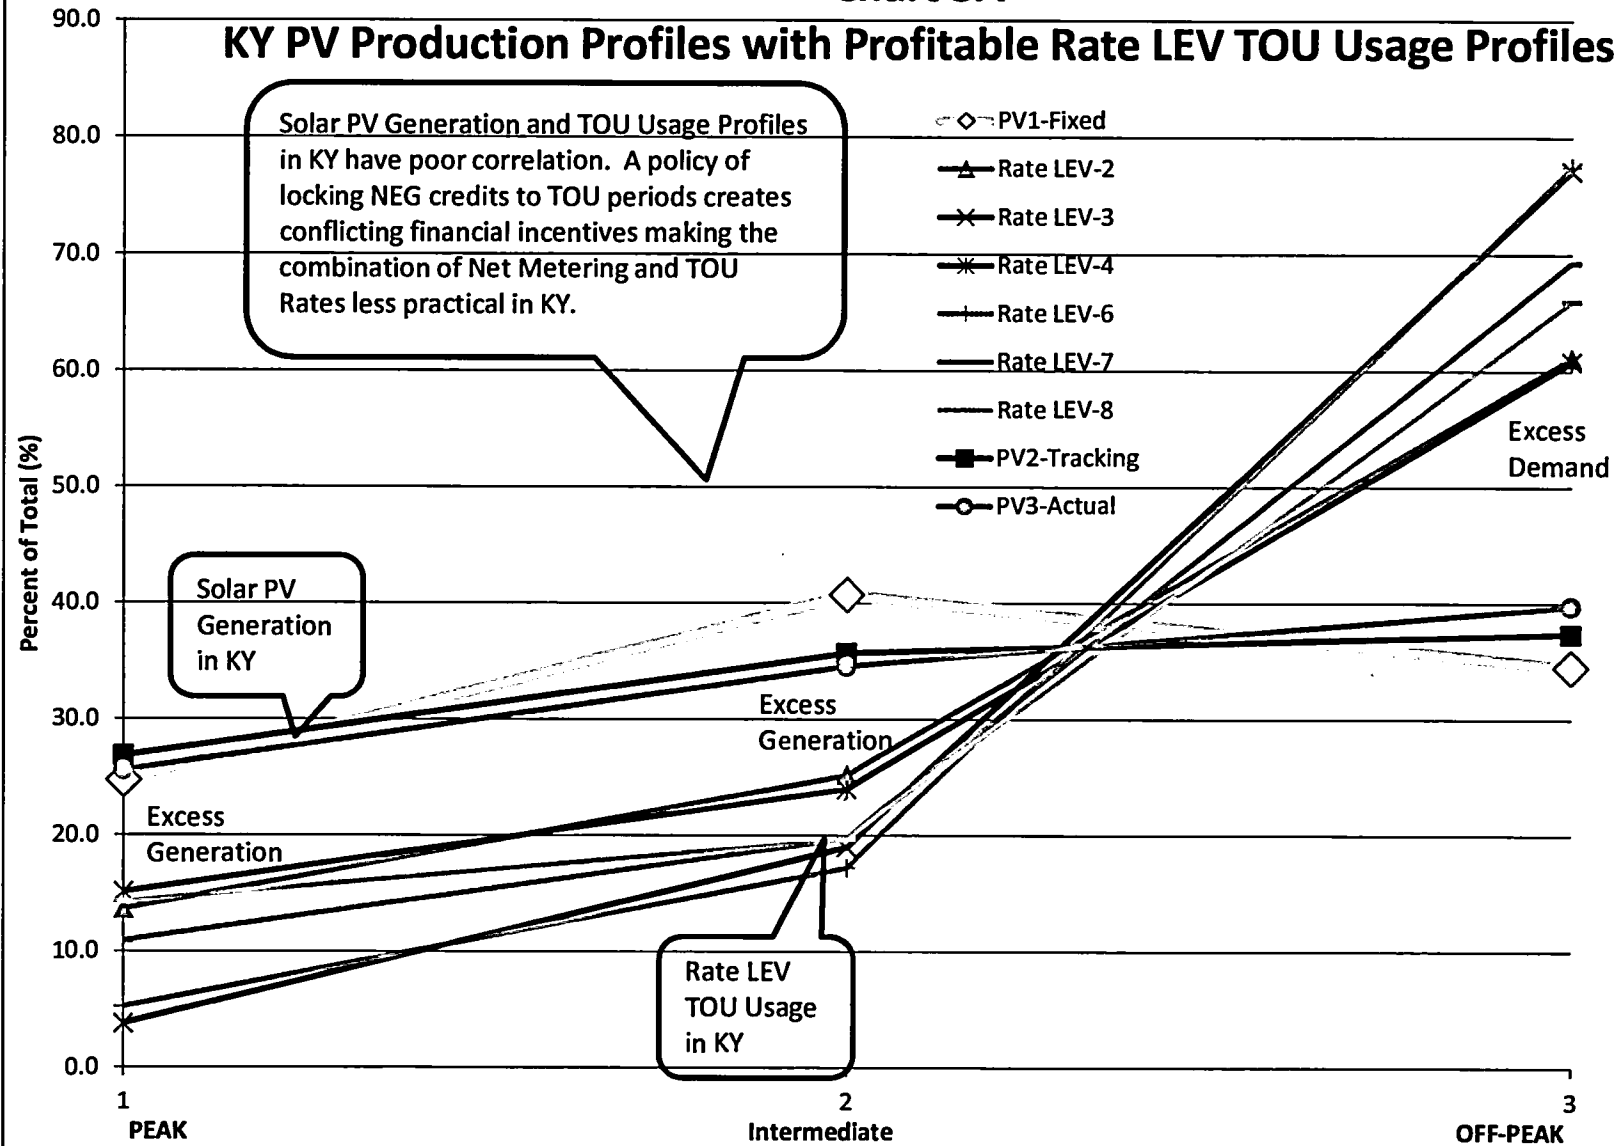 KY PV Production Profiles with Profitable Rate LEV TOU Usage Profiles
90.0
80.0
70.0
60.0
50.0
40.0
30.0
20.0
10.0
0.0
Percent of Total (%)
Solar PV Generation and TOU Usage Profiles
in KY have poor correlation. A policy of
locking NEG credits to TOU periods creates
conflicting financial incentives making the
combination of Net Metering and TOU
Rates less practical in KY.
PV1-Fixed
Rate LEV-2
Rate LEV-3
Rate LEV-4
Rate LEV-6
Rate LEV-7
Rate LEV-8
PV2-Tracking
PV3-Actual
Excess
Demand
Solar PV
Generation
in KY
Excess
Generation
Excess
Generation
Rate LEV
TOU Usage
in KY
1
2
3
PEAK
Intermediate
OFF-PEAK